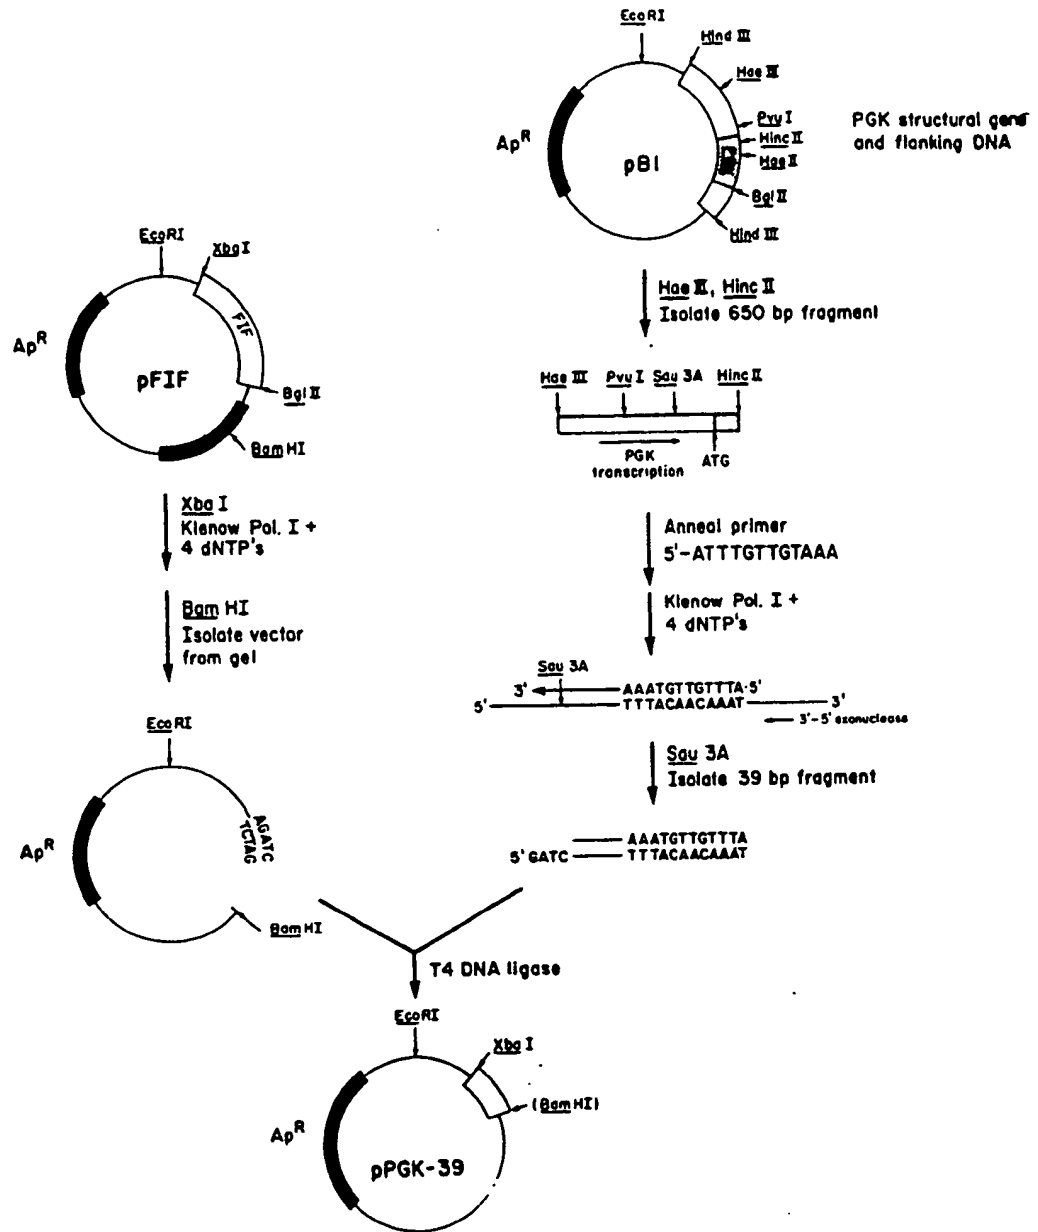 EcoRI
Hind III
Hae III
Pvu I
Hinc II
Hae II
Bgl II
Hind III
ApR
pB1
PGK structural gene
and flanking DNA
EcoRI
Xba I
FIF
ApR
pFIF
Bgl II
Bam HI
Hae III, Hinc II
Isolate 650 bp fragment
Hae III
Pvu I
Sau 3A
Hinc II
PGK
transcription
ATG
Xba I
Klenow Pol. I +
4 dNTP's
Bam HI
Isolate vector
from gel
Anneal primer
5'-ATTTGTTGTAAA
Klenow Pol. I +
4 dNTP's
Sau 3A
3'
AAATGTTGTTTA-5'
5'
TTTACAACAAAT
3'
3'-5' exonuclease
Sau 3A
Isolate 39 bp fragment
EcoRI
ApR
AGATC
TCTAG
Bam HI
AAATGTTGTTTA
5' GATC
TTTACAACAAAT
T4 DNA ligase
EcoRI
Xba I
(Bam HI)
ApR
pPGK-39